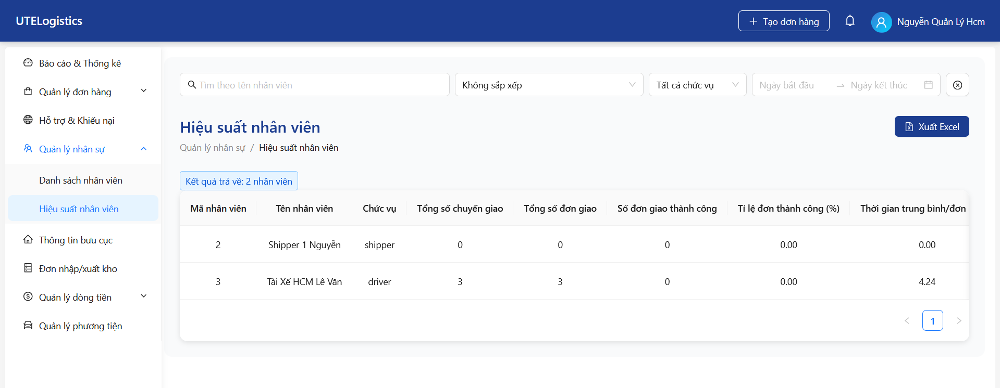 UTELogistics
Tạo đơn hàng
Nguyễn Quản Lý Hcm
Báo cáo & Thống kê
Quản lý đơn hàng
Hỗ trợ & Khiếu nại
Quản lý nhân sự
Danh sách nhân viên
Hiệu suất nhân viên
Thông tin bưu cục
Đơn nhập/xuất kho
Quản lý dòng tiền
Quản lý phương tiện
Tìm theo tên nhân viên
Không sắp xếp
Tất cả chức vụ
Ngày bắt đầu
Ngày kết thúc
Hiệu suất nhân viên
Xuất Excel
Quản lý nhân sự / Hiệu suất nhân viên
Kết quả trả về: 2 nhân viên
Mã nhân viên Tên nhân viên Chức vụ Tổng số chuyến giao Tổng số đơn giao Số đơn giao thành công Tỉ lệ đơn thành công (%) Thời gian trung bình/đơn
2 Shipper 1 Nguyễn shipper 0 0 0 0.00 0.00
3 Tài Xế HCM Lê Văn driver 3 3 0 0.00 4.24
1